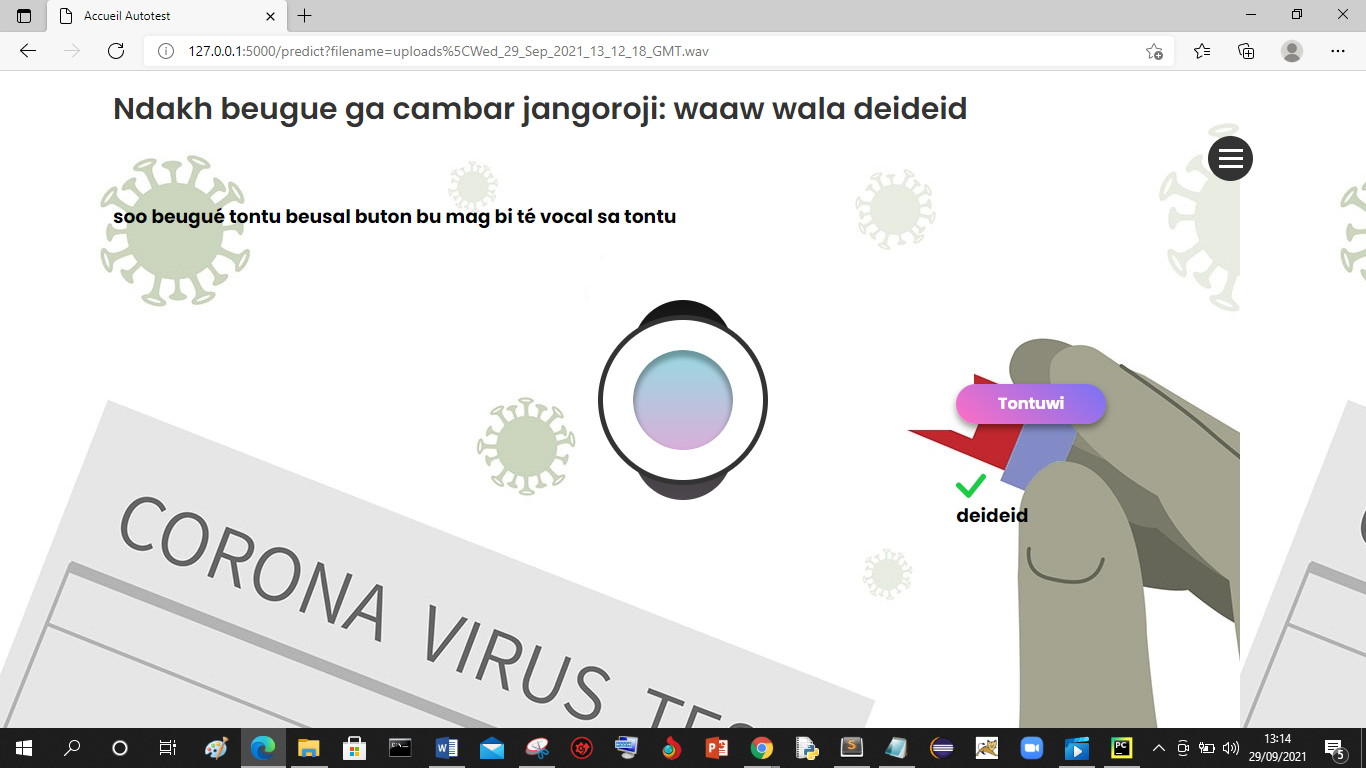 Accueil Autotest
127.0.0.1:5000/predict?filename=uploads%5CWed_29_Sep_2021_13_12_18_GMT.wav
Ndakh beugue ga cambar jangoroji: waaw wala deideid
soo beugué tontu beusal buton bu mag bi té vocal sa tontu
Tontuwi
deideid
CORONA VIRUS
13:14
29/09/2021
5